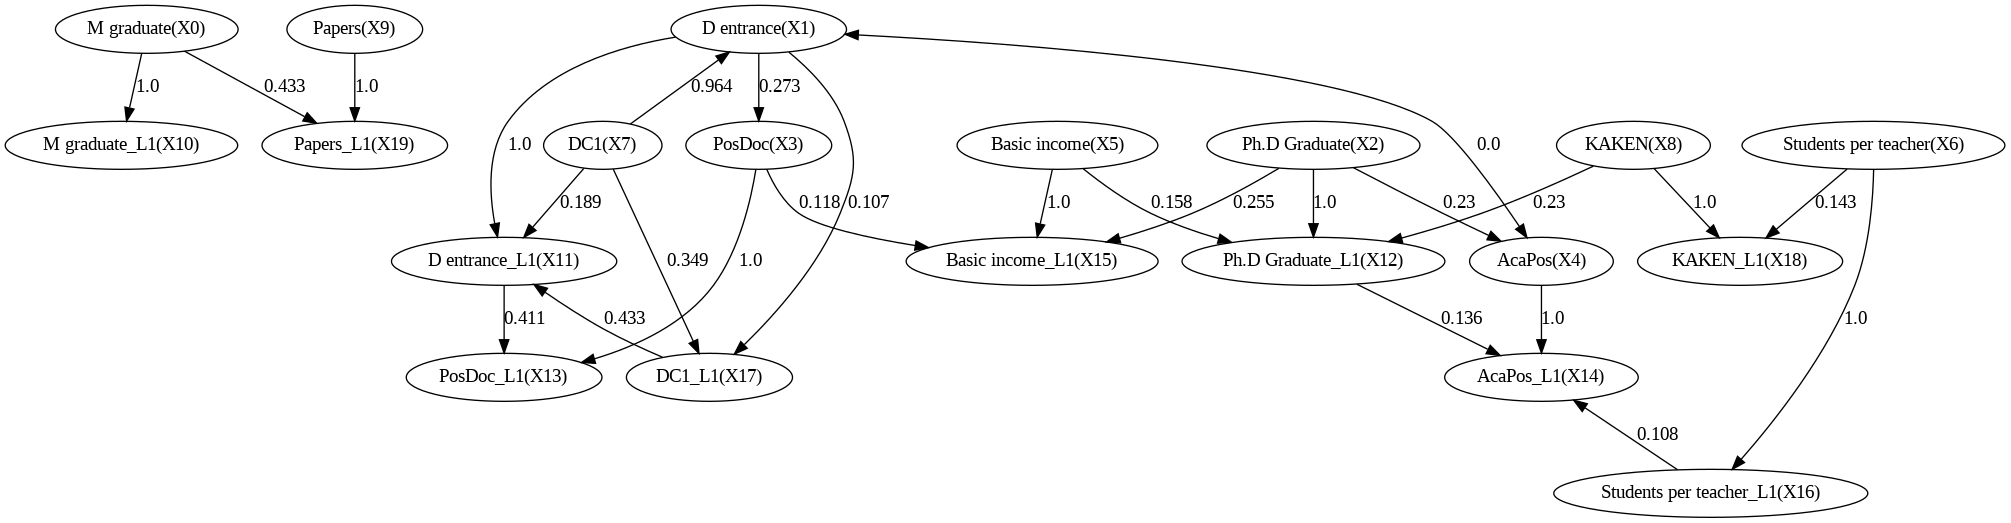 M graduate(X0)
Papers(X9)
D entrance(X1)
1.0
0.433
1.0
0.964
0.273
M graduate_L1(X10)
Papers_L1(X19)
1.0
DC1(X7)
PosDoc(X3)
Basic income(X5)
Ph.D Graduate(X2)
0.0
KAKEN(X8)
Students per teacher(X6)
0.189
0.118
0.107
1.0
0.158
0.255
1.0
0.23
0.23
1.0
0.143
D entrance_L1(X11)
0.349
1.0
Basic income_L1(X15)
Ph.D Graduate_L1(X12)
AcaPos(X4)
KAKEN_L1(X18)
0.411
0.433
0.136
1.0
1.0
PosDoc_L1(X13)
DC1_L1(X17)
AcaPos_L1(X14)
0.108
Students per teacher_L1(X16)